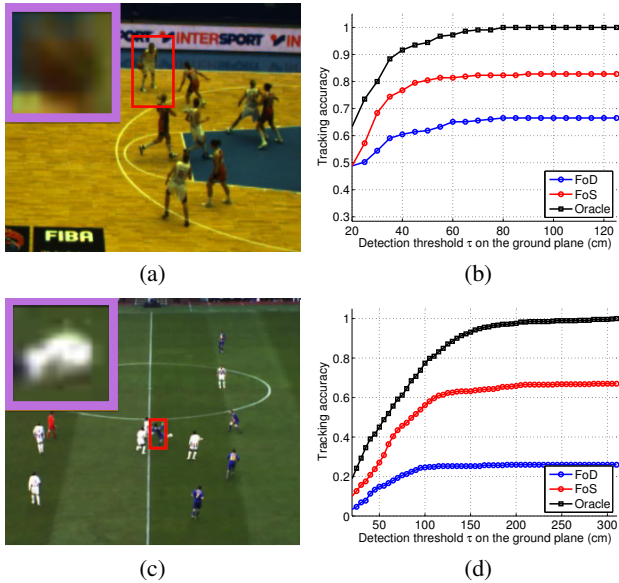 INTERSPORT
INTERSPORT
FIBA
(a)
Tracking accuracy
1
0.9
0.8
0.7
0.6
0.5
0.4
0.3
20 40 60 80 100 120
Detection threshold τ on the ground plane (cm)
FoD
FoS
Oracle
(b)
(c)
Tracking accuracy
1
0.8
0.6
0.4
0.2
0
50 100 150 200 250 300
Detection threshold τ on the ground plane (cm)
FoD
FoS
Oracle
(d)